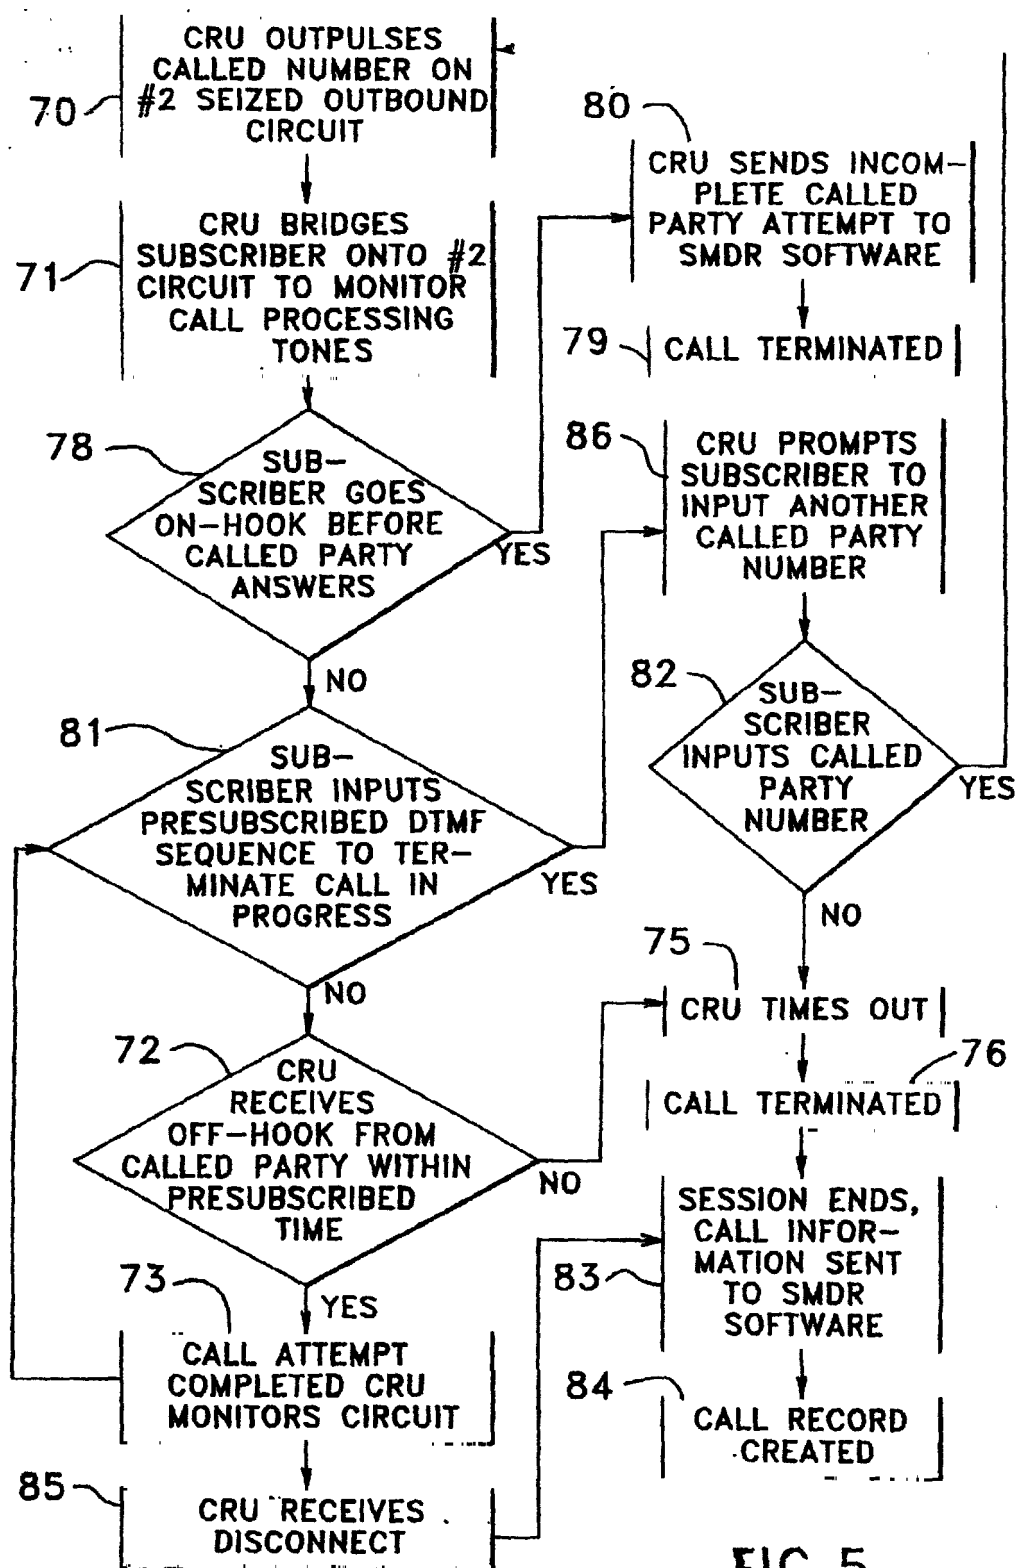 CRU OUTPULSES
CALLED NUMBER ON
#2 SEIZED OUTBOUND
CIRCUIT
70
CRU BRIDGES
SUBSCRIBER ONTO #2
CIRCUIT TO MONITOR
CALL PROCESSING
TONES
71
78
SUB-
SCRIBER GOES
ON-HOOK BEFORE
CALLED PARTY
ANSWERS
YES
NO
81
SUB-
SCRIBER INPUTS
PRESUBSCRIBED DTMF
SEQUENCE TO TER-
MINATE CALL IN
PROGRESS
YES
NO
72
CRU
RECEIVES
OFF-HOOK FROM
CALLED PARTY WITHIN
PRESUBSCRIBED
TIME
NO
YES
73
CALL ATTEMPT
COMPLETED CRU
MONITORS CIRCUIT
85
CRU RECEIVES
DISCONNECT
80
CRU SENDS INCOM-
PLETE CALLED
PARTY ATTEMPT TO
SMDR SOFTWARE
79
CALL TERMINATED
86
CRU PROMPTS
SUBSCRIBER TO
INPUT ANOTHER
CALLED PARTY
NUMBER
82
SUB-
SCRIBER
INPUTS CALLED
PARTY
NUMBER
YES
NO
75
CRU TIMES OUT
76
CALL TERMINATED
SESSION ENDS,
CALL INFOR-
MATION SENT
TO SMDR
SOFTWARE
83
84
CALL RECORD
CREATED
FIG 5